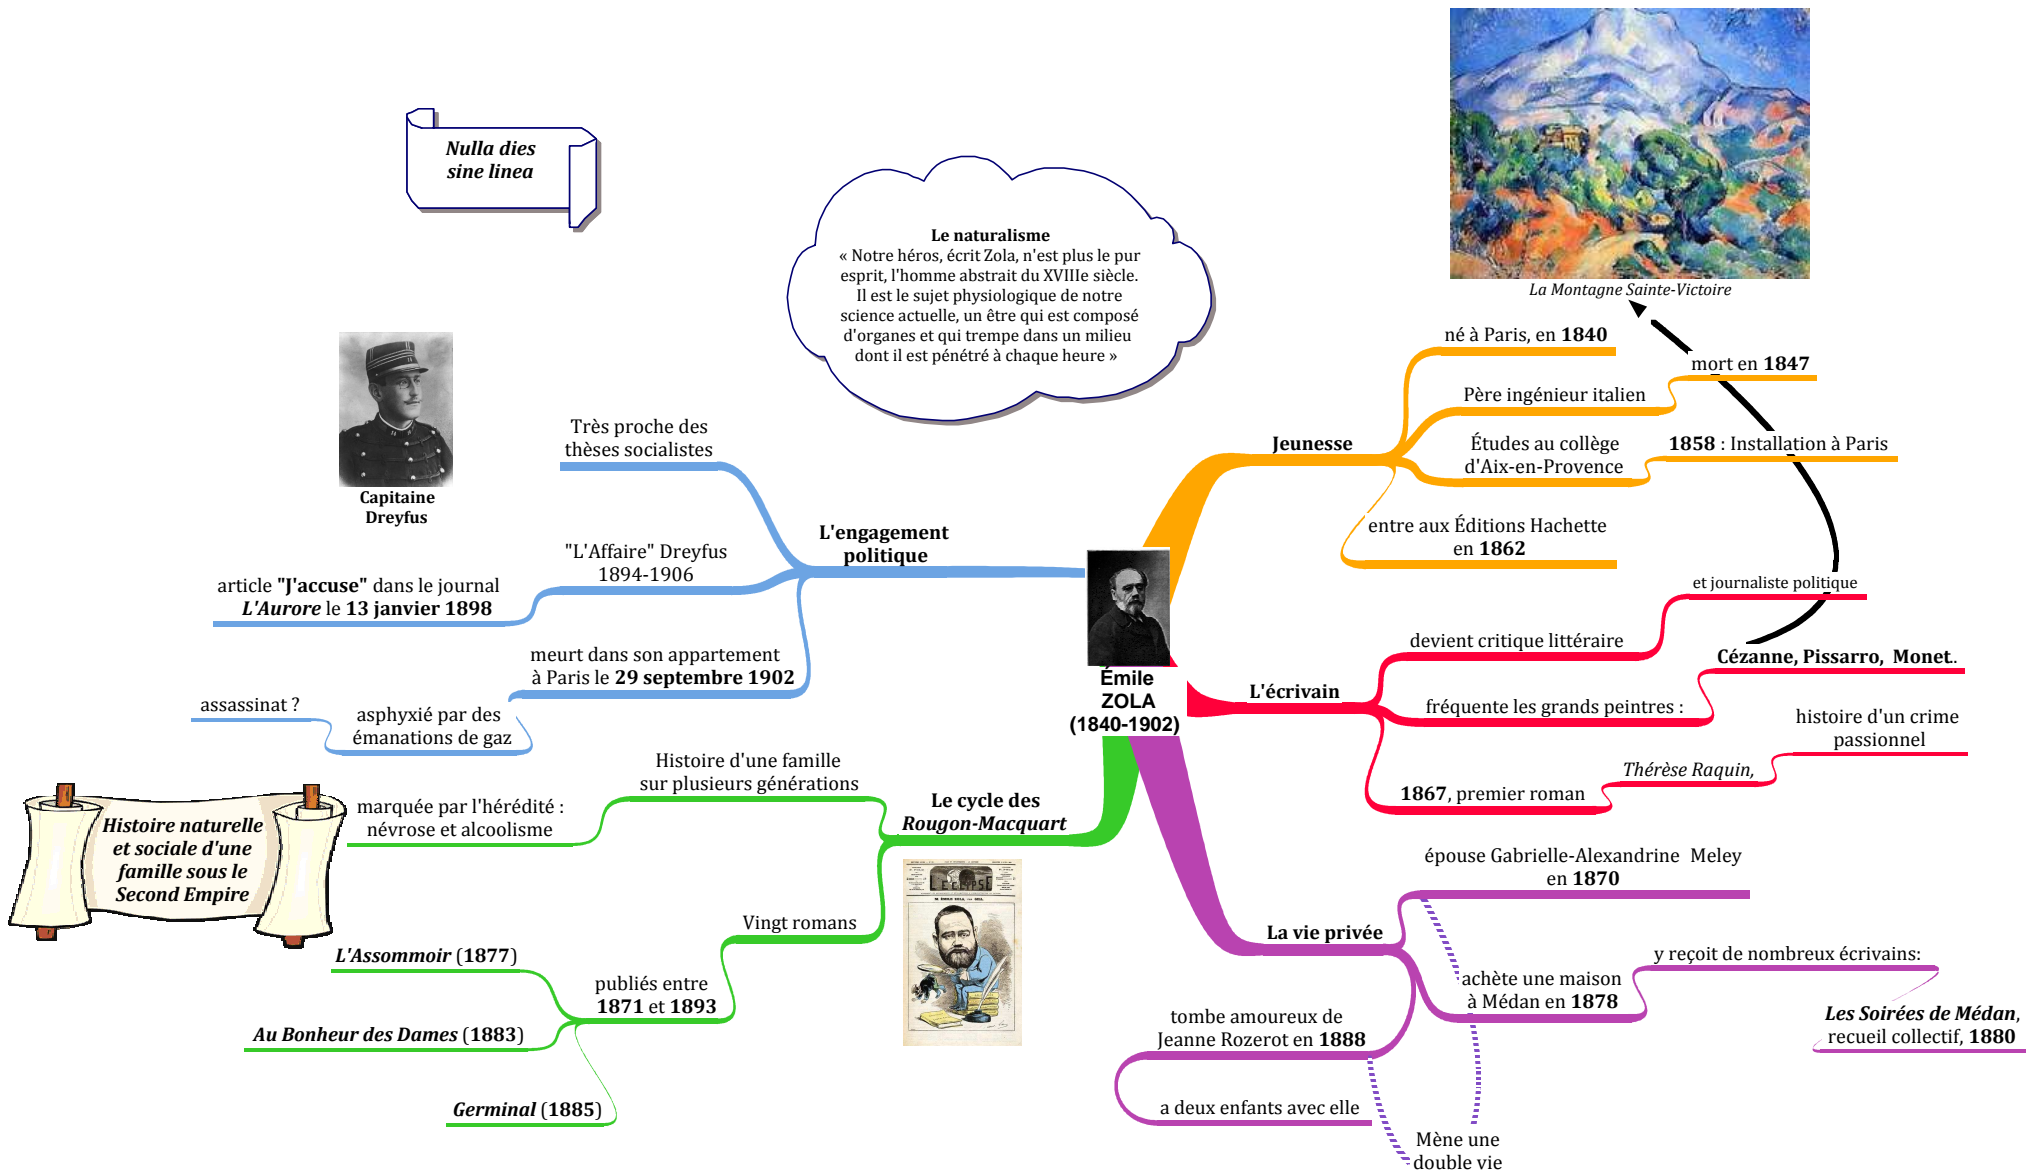 Nulla dies
sine linea
Le naturalisme
« Notre héros, écrit Zola, n'est plus le pur
esprit, l'homme abstrait du XVIIIe siècle.
Il est le sujet physiologique de notre
science actuelle, un être qui est composé
d'organes et qui trempe dans un milieu
dont il est pénétré à chaque heure »
La Montagne Sainte-Victoire
Capitaine
Dreyfus
Émile
ZOLA
(1840-1902)
Jeunesse
né à Paris, en 1840
Père ingénieur italien
mort en 1847
Études au collège
d'Aix-en-Provence
1858 : Installation à Paris
entre aux Éditions Hachette
en 1862
L'écrivain
devient critique littéraire
et journaliste politique
fréquente les grands peintres :
Cézanne, Pissarro,  Monet..
1867, premier roman
Thérèse Raquin,
histoire d'un crime
passionnel
La vie privée
épouse Gabrielle-Alexandrine  Meley
en 1870
achète une maison
à Médan en 1878
y reçoit de nombreux écrivains:
Les Soirées de Médan,
recueil collectif, 1880
tombe amoureux de
Jeanne Rozerot en 1888
a deux enfants avec elle
Mène une
double vie
L'engagement
politique
Très proche des
thèses socialistes
"L'Affaire" Dreyfus
1894-1906
article "J'accuse" dans le journal
L'Aurore le 13 janvier 1898
meurt dans son appartement
à Paris le 29 septembre 1902
asphyxié par des
émanations de gaz
assassinat ?
Le cycle des
Rougon-Macquart
Histoire d'une famille
sur plusieurs générations
marquée par l'hérédité :
névrose et alcoolisme
Histoire naturelle
et sociale d'une
famille sous le
Second Empire
Vingt romans
publiés entre
1871 et 1893
L'Assommoir (1877)
Au Bonheur des Dames (1883)
Germinal (1885)
L'ECLIPSE